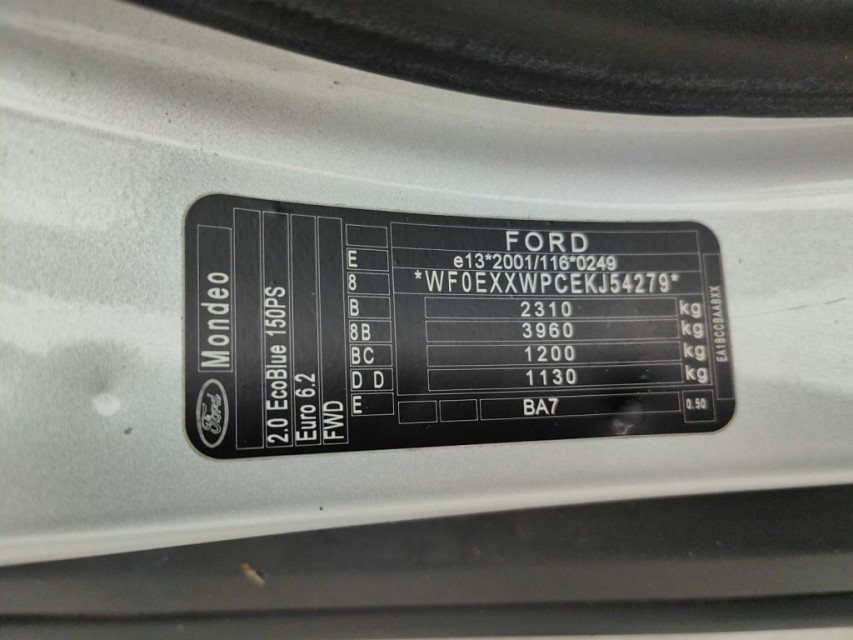 FORD
e13*2001/116*0249
*WF0EXXWPCEKJ54279*
2310 kg
3960 kg
1200 kg
1130 kg
BA7 0.50
E
8
B
8B
BC
D D
E
Ford Mondeo
2.0 EcoBlue 150PS
Euro 6.2
FWD
EA1BCCBAABXX